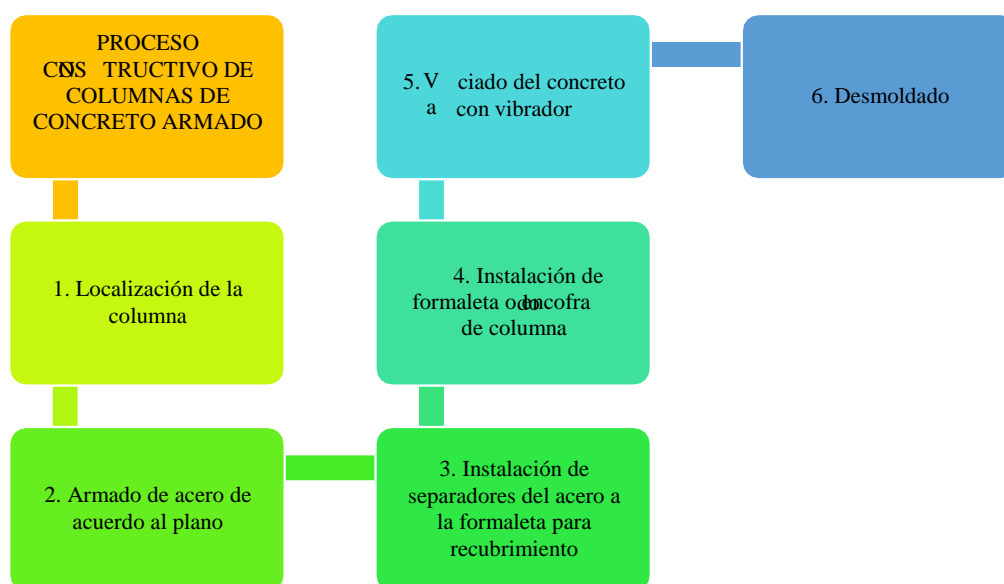 PROCESO
CONSTRUCTIVO DE
COLUMNAS DE
CONCRETO ARMADO
1. Localización de la
columna
2. Armado de acero de
acuerdo al plano
3. Instalación de
separadores del acero a
la formaleta para
recubrimiento
4. Instalación de
formaleta o encofrado
de columna
5. Vaciado del concreto
con vibrador
6. Desmoldado